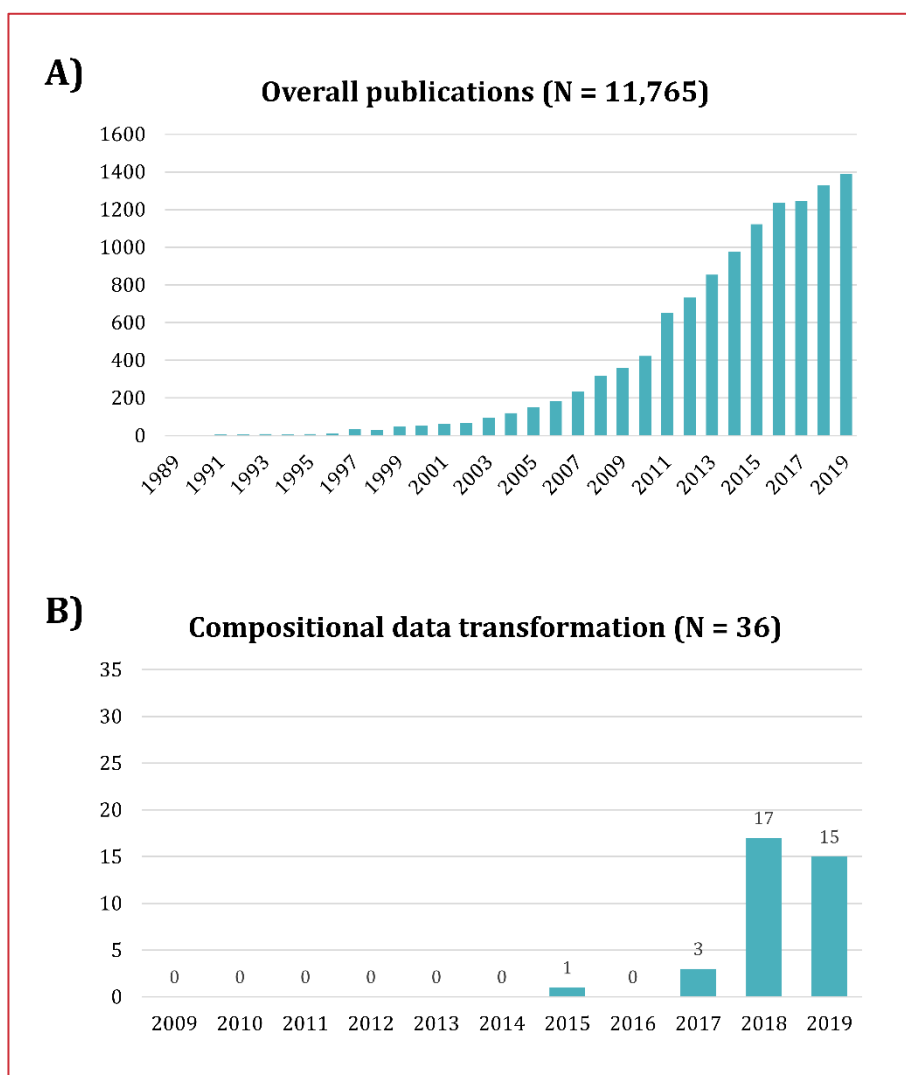 A)
Overall publications (N = 11,765)
1600
1400
1200
1000
800
600
400
200
0
1989 1991 1993 1995 1997 1999 2001 2003 2005 2007 2009 2011 2013 2015 2017 2019
B)
Compositional data transformation (N = 36)
35
30
25
20
15
10
5
0
0 0 0 0 0 0 1 0 3 17 15
2009 2010 2011 2012 2013 2014 2015 2016 2017 2018 2019